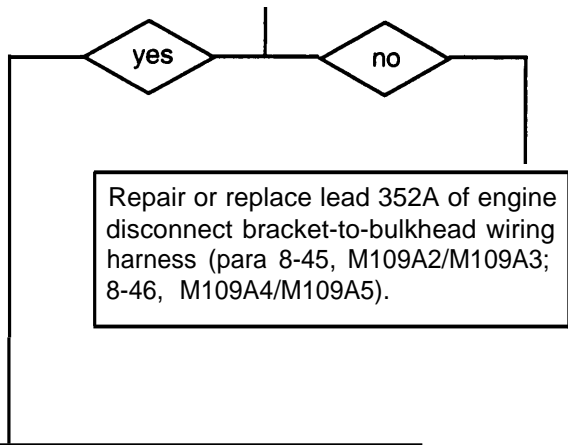 yes
no
Repair or replace lead 352A of engine
disconnect bracket-to-bulkhead wiring
harness (para 8-45, M109A2/M109A3;
8-46, M109A4/M109A5).